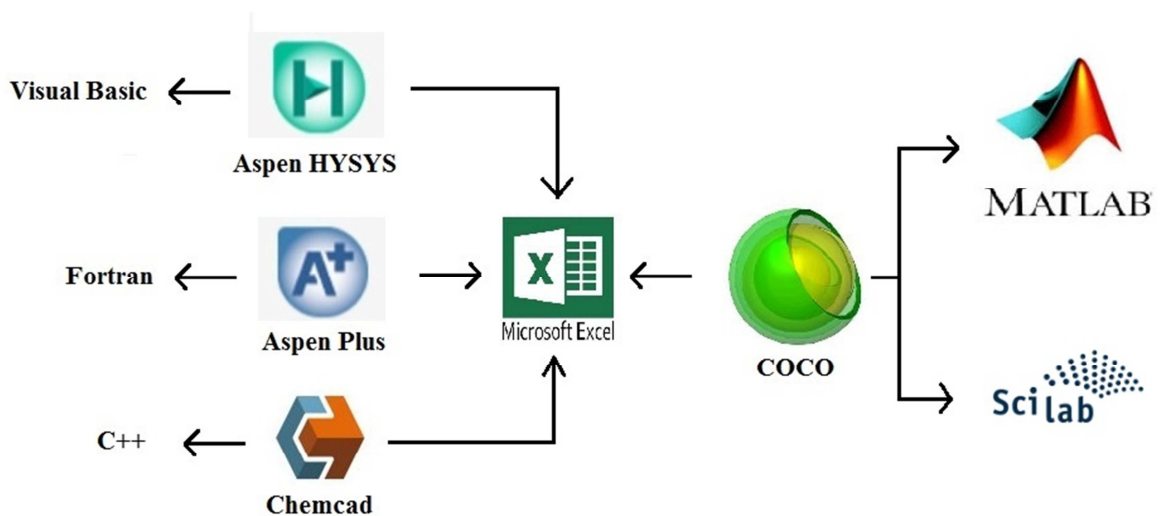 Visual Basic
H
Aspen HYSYS
MATLAB
Fortran
A+
Aspen Plus
X
Microsoft Excel
COCO
Scilab
C++
Chemcad